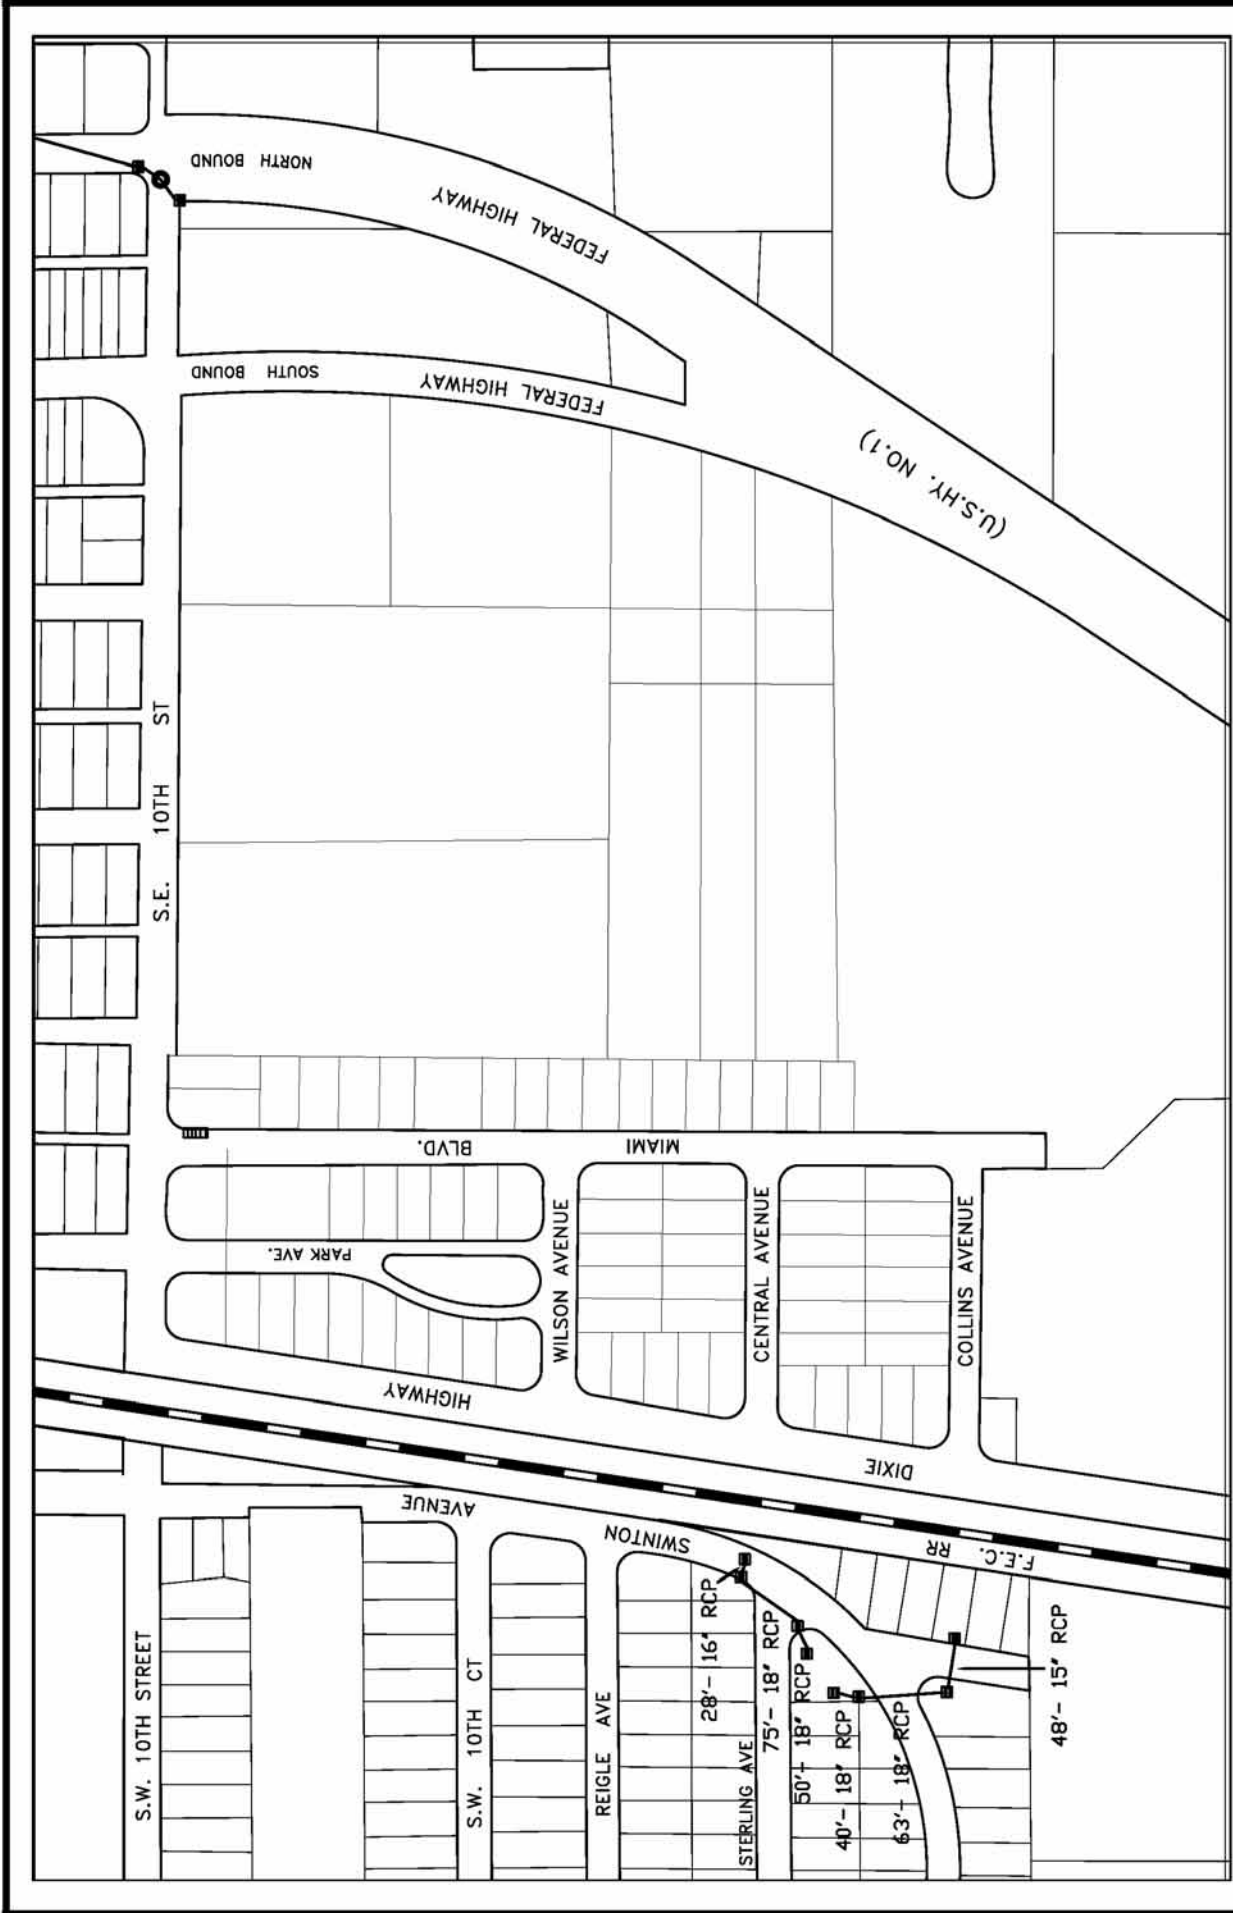 NORTH BOUND
FEDERAL HIGHWAY
SOUTH BOUND
FEDERAL HIGHWAY
(U.S.HY. NO.1)
S.E. 10TH ST
MIAMI BLVD.
PARK AVE.
WILSON AVENUE
CENTRAL AVENUE
COLLINS AVENUE
DIXIE HIGHWAY
F.E.C. RR
SWINTON AVENUE
S.W. 10TH STREET
S.W. 10TH CT
REIGLE AVE
STERLING AVE
28'- 16" RCP
75'- 18" RCP
50'- 18" RCP
40'- 18" RCP
63'- 18" RCP
48'- 15" RCP